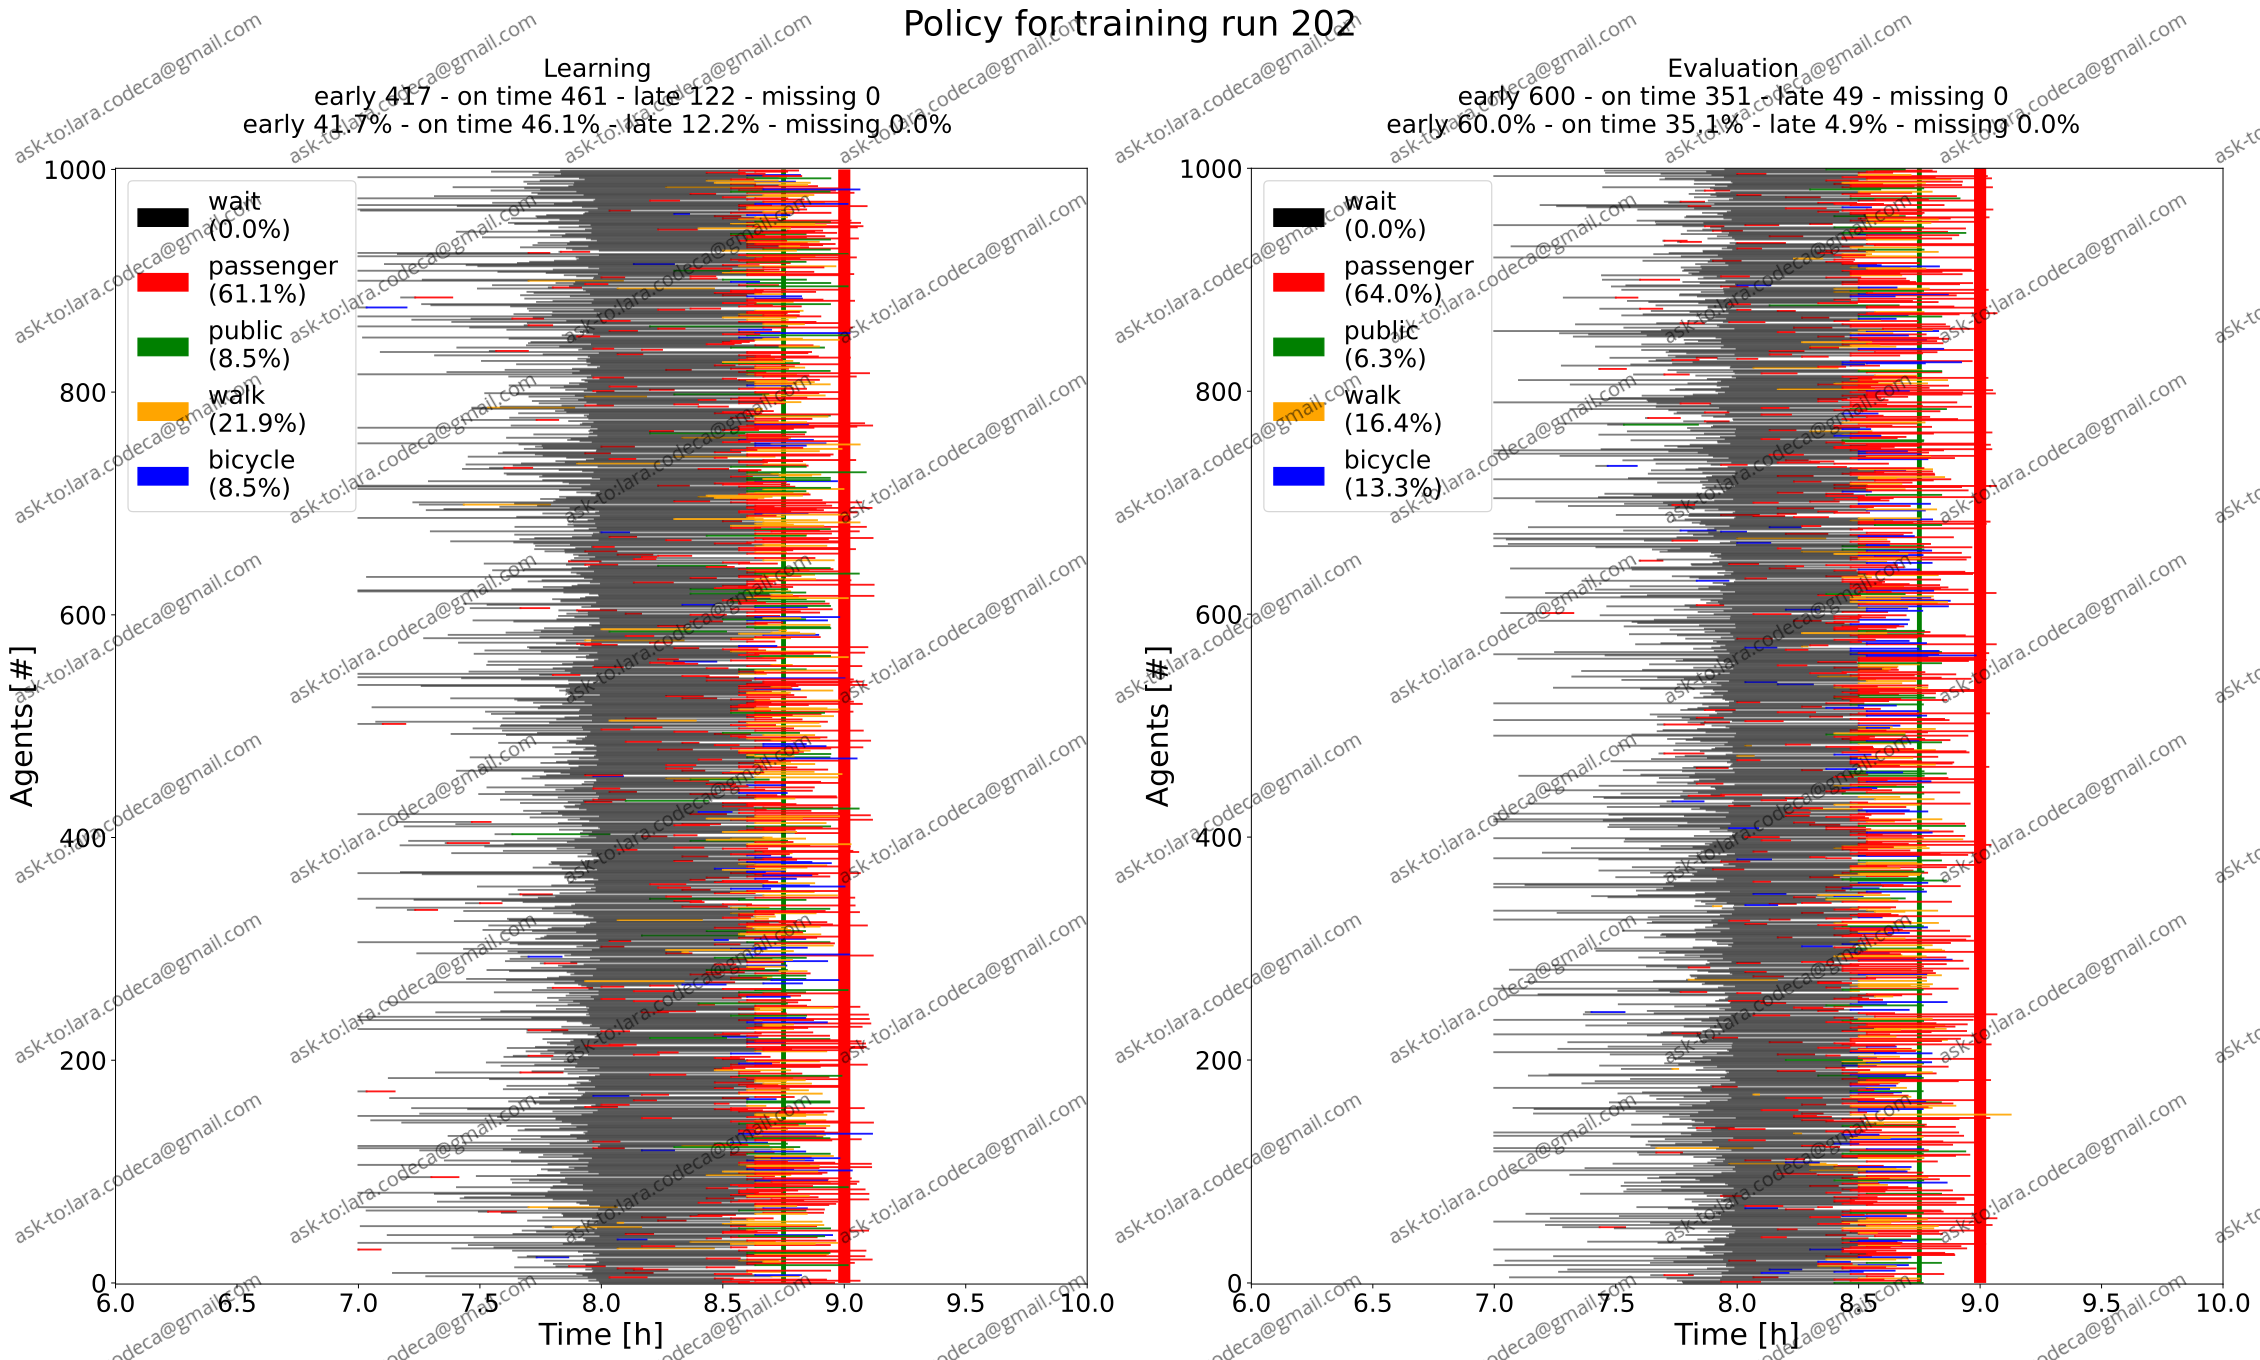 Policy for training run 202
Learning
early 417 - on time 461 - late 122 - missing 0
early 41.7% - on time 46.1% - late 12.2% - missing 0.0%
1000
800
600
400
200
0
Agents [#]
wait
(0.0%)
passenger
(61.1%)
public
(8.5%)
walk
(21.9%)
bicycle
(8.5%)
6.0 6.5 7.0 7.5 8.0 8.5 9.0 9.5 10.0
Time [h]
Evaluation
early 600 - on time 351 - late 49 - missing 0
early 60.0% - on time 35.1% - late 4.9% - missing 0.0%
1000
800
600
400
200
0
Agents [#]
wait
(0.0%)
passenger
(64.0%)
public
(6.3%)
walk
(16.4%)
bicycle
(13.3%)
6.0 6.5 7.0 7.5 8.0 8.5 9.0 9.5 10.0
Time [h]
ask-to:lara.codeca@gmail.com